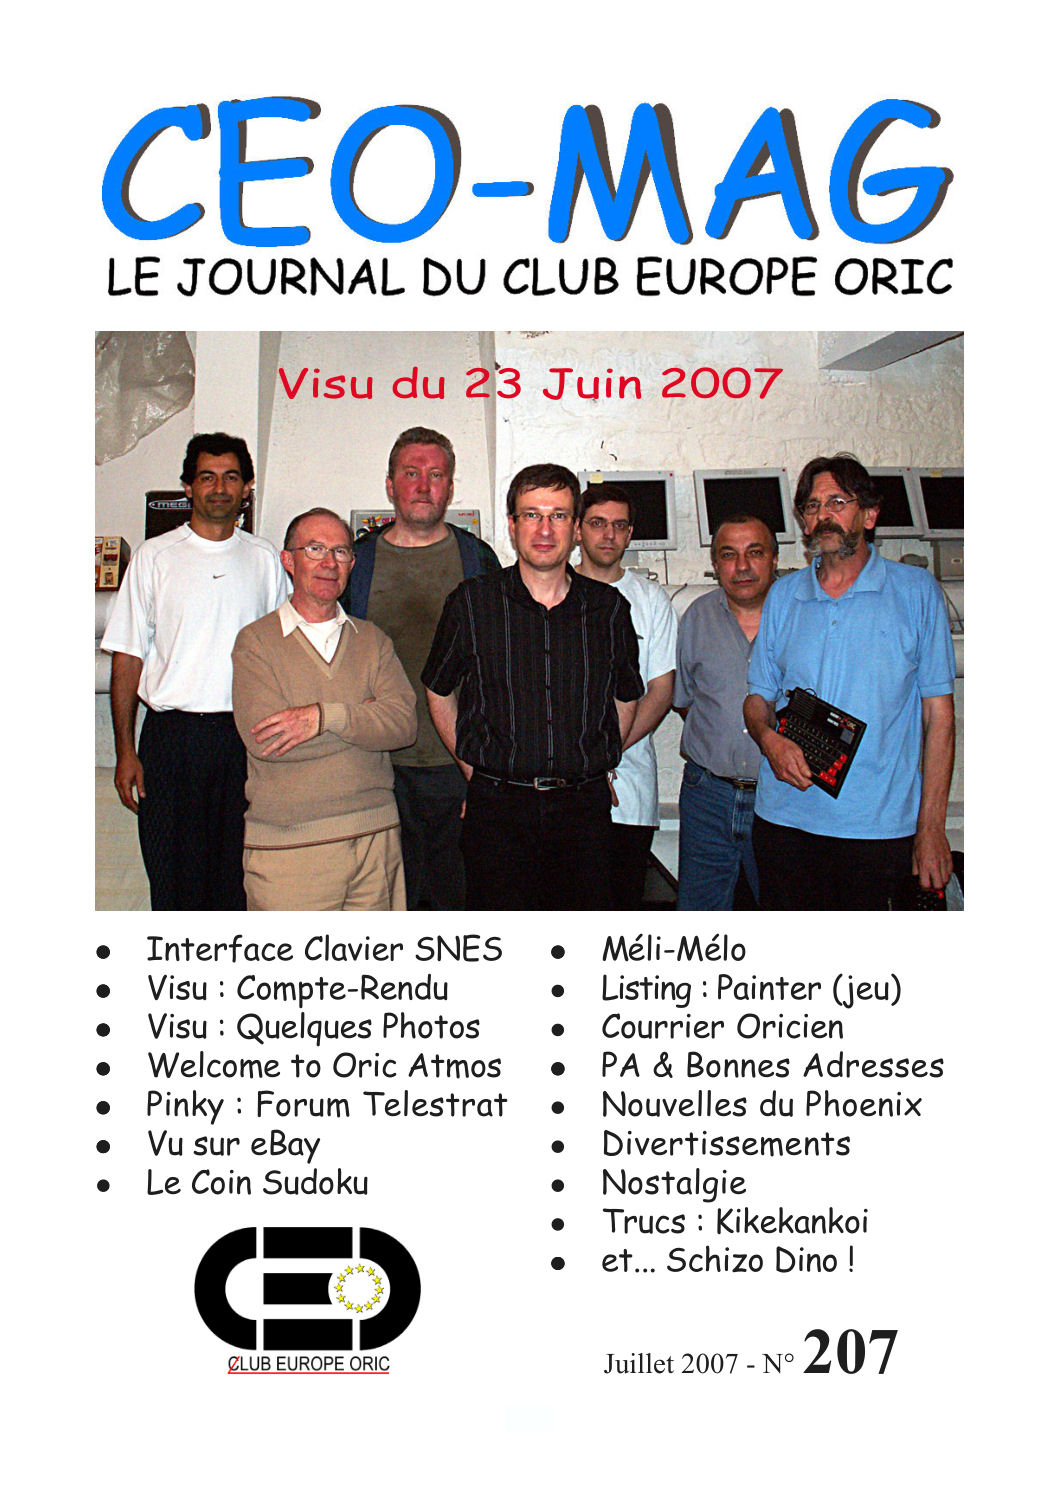 CEO-MAG
LE JOURNAL DU CLUB EUROPE ORIC
Visu du 23 Juin 2007
MEG
• Interface Clavier SNES
• Visu : Compte-Rendu
• Visu : Quelques Photos
• Welcome to Oric Atmos
• Pinky : Forum Telestrat
• Vu sur eBay
• Le Coin Sudoku
• Méli-Mélo
• Listing : Painter (jeu)
• Courrier Oricien
• PA & Bonnes Adresses
• Nouvelles du Phoenix
• Divertissements
• Nostalgie
• Trucs : Kikekankoi
• et... Schizo Dino !
CEO
CLUB EUROPE ORIC
Juillet 2007 - N° 207